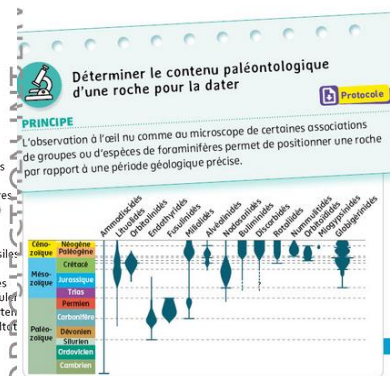 Déterminer le contenu paléontologique
d'une roche pour la dater
Protocole
PRINCIPE
L'observation à l'œil nu comme au microscope de certaines associations
de groupes ou d'espèces de foraminifères permet de positionner une roche
par rapport à une période géologique précise.
Ammodiscidés
Lituolidés
Orbitolinidés
Endothyridés
Fusulinidés
Miliolidés
Alvéolinidés
Nodosariidés
Buliminidés
Discorbidés
Rotaliidés
Nummulitidés
Orbitoïdidés
Miogypsinidés
Globigérinidés
Céno-
zoïque
Néogène
Paléogène
Méso-
zoïque
Crétacé
Jurassique
Trias
Paléo-
zoïque
Permien
Carbonifère
Dévonien
Silurien
Ordovicien
Cambrien